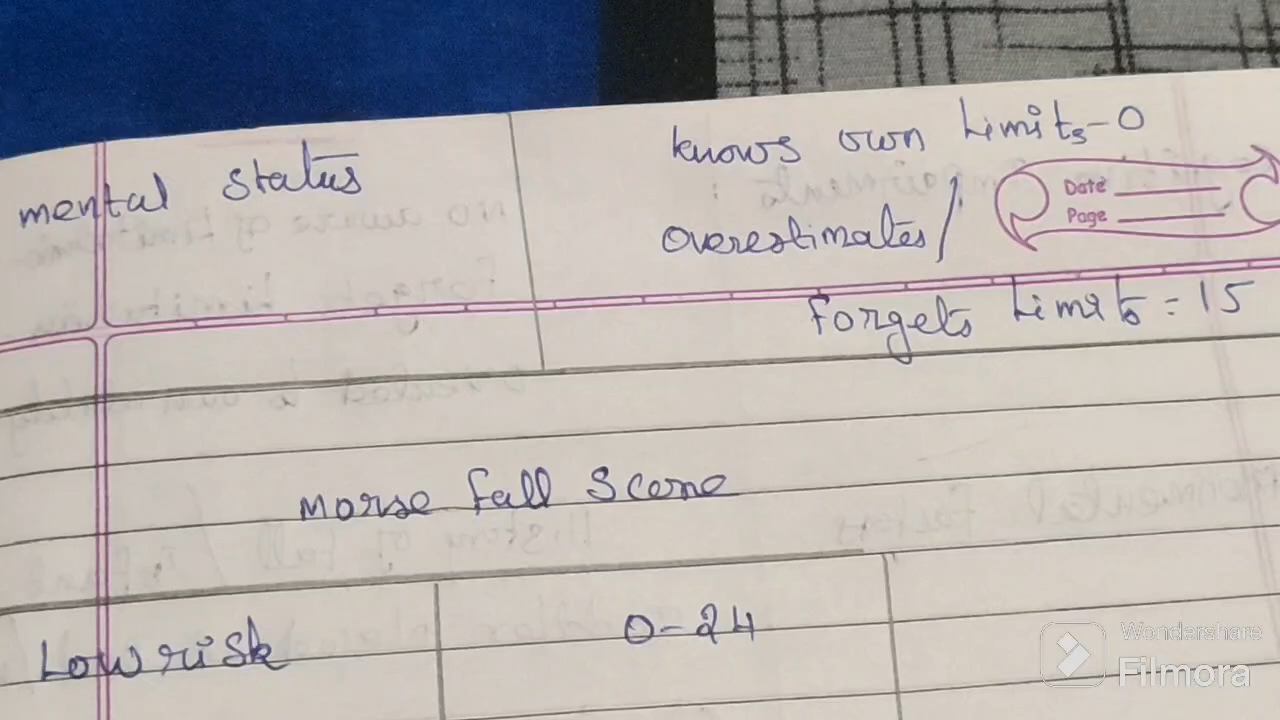 mental status
knows own Limits-0
overestimates/
Date
Page
Forgets Limits = 15
Morse fall Score
Low risk
0-24
Wondershare
Filmora